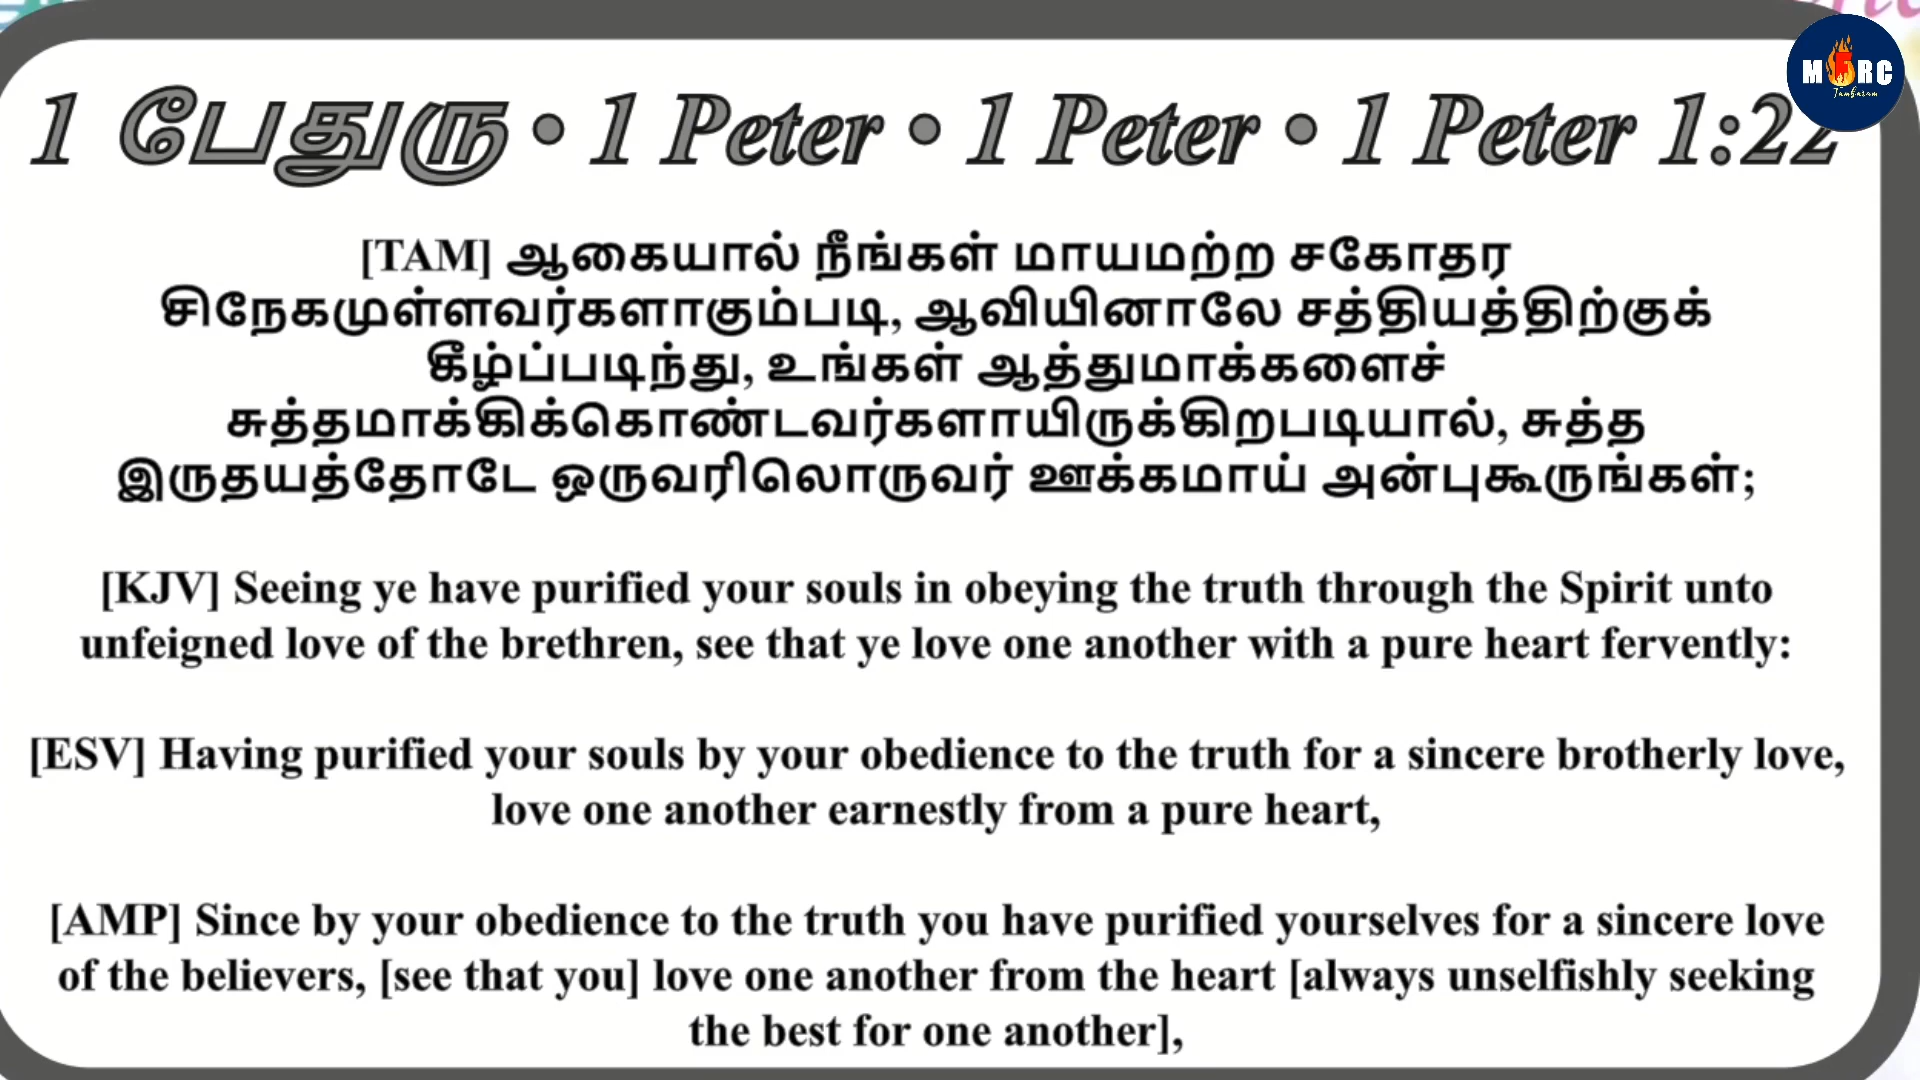 1 பேதுரு • 1 Peter • 1 Peter • 1 Peter 1:22
MFRC
Tambaram
[TAM] ஆகையால் நீங்கள் மாயமற்ற சகோதர
சிநேகமுள்ளவர்களாகும்படி, ஆவியினாலே சத்தியத்திற்குக்
கீழ்ப்படிந்து, உங்கள் ஆத்துமாக்களைச்
சுத்தமாக்கிக்கொண்டவர்களாயிருக்கிறபடியால், சுத்த
இருதயத்தோடே ஒருவரிலொருவர் ஊக்கமாய் அன்புகூருங்கள்;
[KJV] Seeing ye have purified your souls in obeying the truth through the Spirit unto
unfeigned love of the brethren, see that ye love one another with a pure heart fervently:
[ESV] Having purified your souls by your obedience to the truth for a sincere brotherly love,
love one another earnestly from a pure heart,
[AMP] Since by your obedience to the truth you have purified yourselves for a sincere love
of the believers, [see that you] love one another from the heart [always unselfishly seeking
the best for one another],